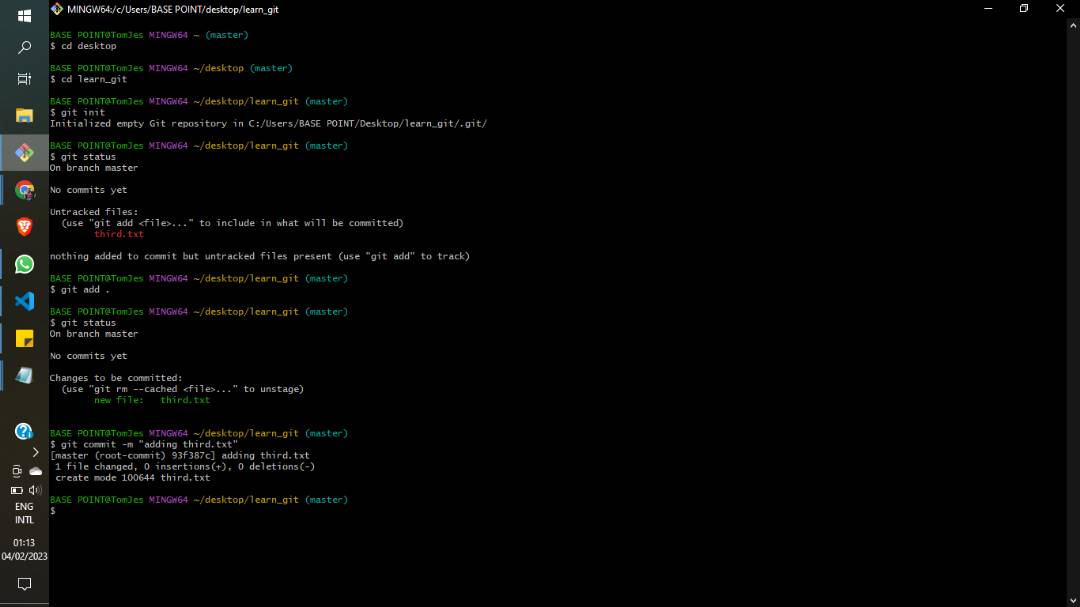 MINGW64:/c/Users/BASE POINT/desktop/learn_git
BASE POINT@TomJes MINGW64 ~ (master)
$ cd desktop
BASE POINT@TomJes MINGW64 ~/desktop (master)
$ cd learn_git
BASE POINT@TomJes MINGW64 ~/desktop/learn_git (master)
$ git init
Initialized empty Git repository in C:/Users/BASE POINT/Desktop/learn_git/.git/
BASE POINT@TomJes MINGW64 ~/desktop/learn_git (master)
$ git status
On branch master
No commits yet
Untracked files:
(use "git add <file>..." to include in what will be committed)
third.txt
nothing added to commit but untracked files present (use "git add" to track)
BASE POINT@TomJes MINGW64 ~/desktop/learn_git (master)
$ git add .
BASE POINT@TomJes MINGW64 ~/desktop/learn_git (master)
$ git status
On branch master
No commits yet
Changes to be committed:
(use "git rm --cached <file>..." to unstage)
new file:   third.txt
BASE POINT@TomJes MINGW64 ~/desktop/learn_git (master)
$ git commit -m "adding third.txt"
[master (root-commit) 93f387c] adding third.txt
1 file changed, 0 insertions(+), 0 deletions(-)
create mode 100644 third.txt
BASE POINT@TomJes MINGW64 ~/desktop/learn_git (master)
$
ENG
INTL
01:13
04/02/2023